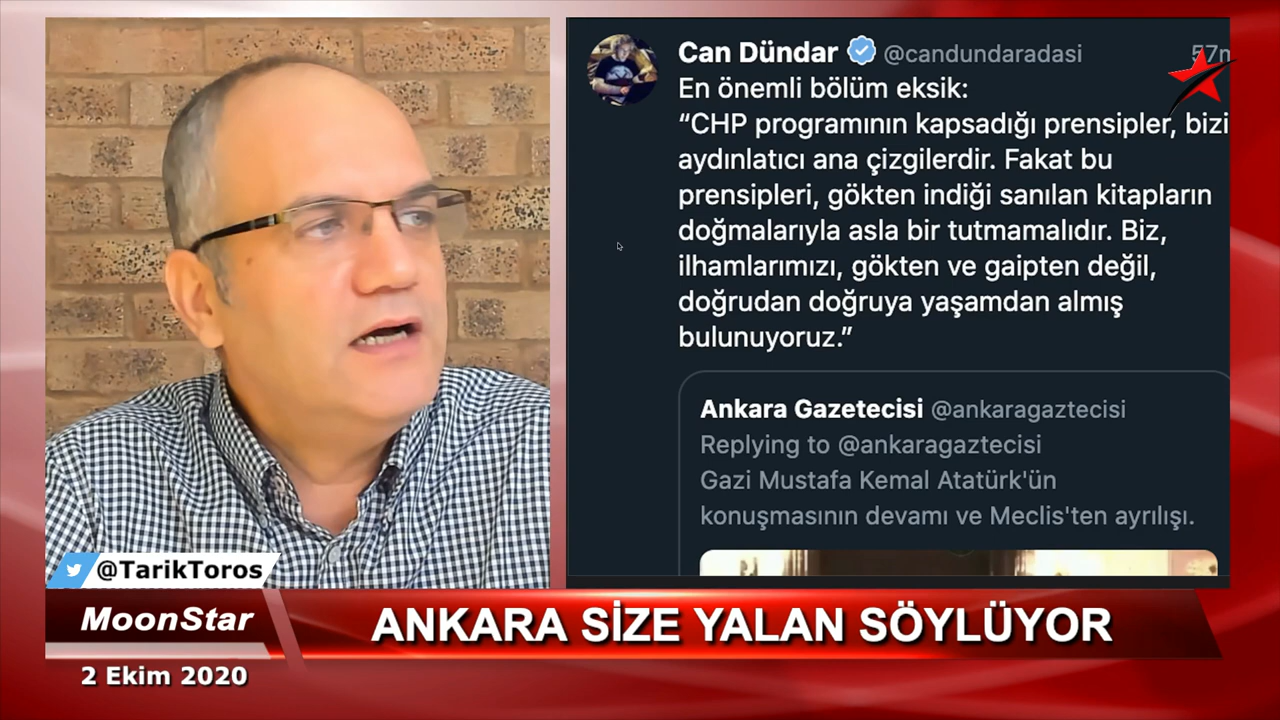 Can Dündar @candundaradasi 57m
En önemli bölüm eksik:
“CHP programının kapsadığı prensipler, bizi
aydınlatıcı ana çizgilerdir. Fakat bu
prensipleri, gökten indiği sanılan kitapların
doğmalarıyla asla bir tutmamalıdır. Biz,
ilhamlarımızı, gökten ve gaipten değil,
doğrudan doğruya yaşamdan almış
bulunuyoruz.”
Ankara Gazetecisi @ankaragaztecisi
Replying to @ankaragaztecisi
Gazi Mustafa Kemal Atatürk'ün
konuşmasının devamı ve Meclis'ten ayrılışı.
@TarikToros
MoonStar
ANKARA SİZE YALAN SÖYLÜYOR
2 Ekim 2020